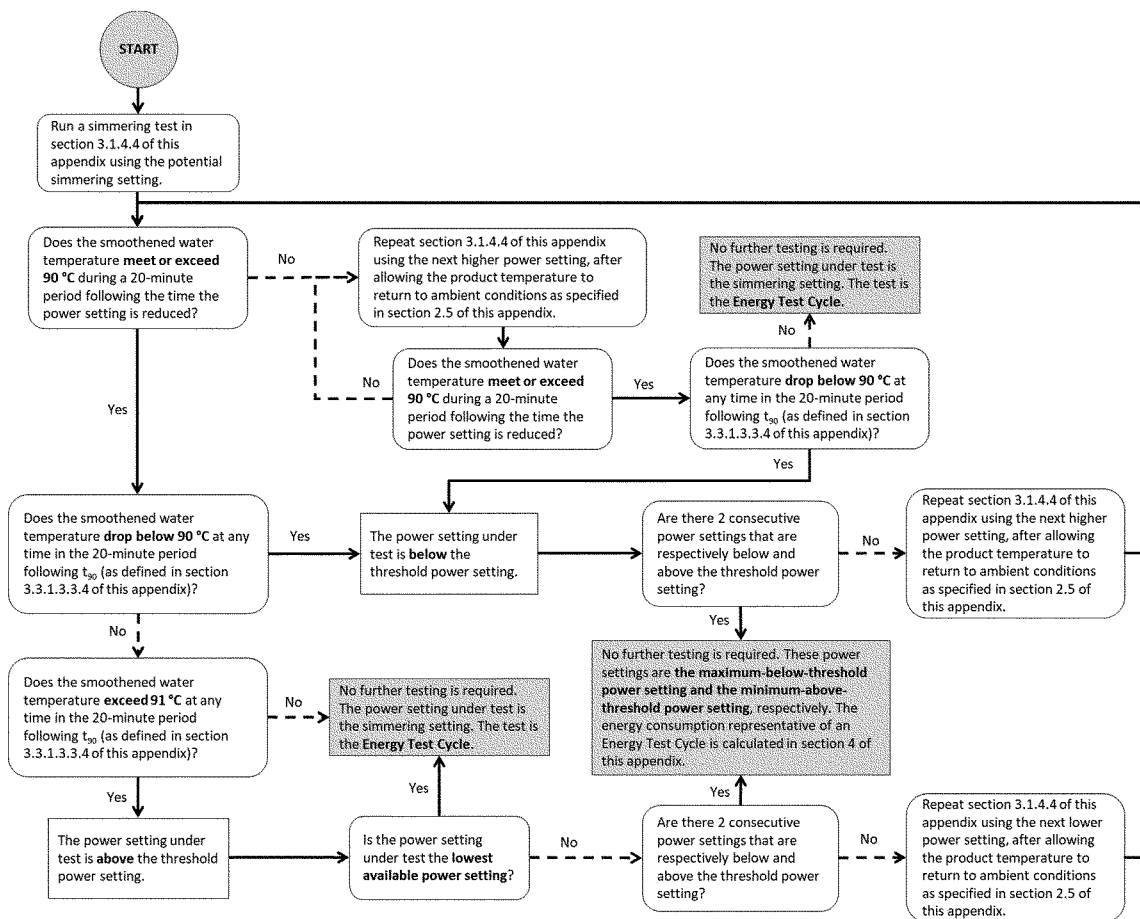 START
Run a simmering test in
section 3.1.4.4 of this
appendix using the potential
simmering setting.
Does the smoothened water
temperature meet or exceed
90 °C during a 20-minute
period following the time the
power setting is reduced?
No
Repeat section 3.1.4.4 of this appendix
using the next higher power setting, after
allowing the product temperature to
return to ambient conditions as specified
in section 2.5 of this appendix.
No further testing is required.
The power setting under test is
the simmering setting. The test is
the Energy Test Cycle.
No
No
Does the smoothened water
temperature meet or exceed
90 °C during a 20-minute
period following the time the
power setting is reduced?
Yes
Does the smoothened water
temperature drop below 90 °C at
any time in the 20-minute period
following t₉₀ (as defined in section
3.3.1.3.3.4 of this appendix)?
Yes
Yes
Does the smoothened water
temperature drop below 90 °C at any
time in the 20-minute period
following t₉₀ (as defined in section
3.3.1.3.3.4 of this appendix)?
Yes
The power setting under
test is below the
threshold power setting.
Are there 2 consecutive
power settings that are
respectively below and
above the threshold power
setting?
No
Repeat section 3.1.4.4 of this
appendix using the next higher
power setting, after allowing
the product temperature to
return to ambient conditions
as specified in section 2.5 of
this appendix.
No
Yes
Does the smoothened water
temperature exceed 91 °C at any
time in the 20-minute period
following t₉₀ (as defined in section
3.3.1.3.3.4 of this appendix)?
No
No further testing is required.
The power setting under test is
the simmering setting. The test is
the Energy Test Cycle.
No further testing is required. These power
settings are the maximum-below-threshold
power setting and the minimum-above-
threshold power setting, respectively. The
energy consumption representative of an
Energy Test Cycle is calculated in section 4 of
this appendix.
Yes
Yes
Yes
The power setting under
test is above the threshold
power setting.
Is the power setting
under test the lowest
available power setting?
No
Are there 2 consecutive
power settings that are
respectively below and
above the threshold power
setting?
No
Repeat section 3.1.4.4 of this
appendix using the next lower
power setting, after allowing
the product temperature to
return to ambient conditions
as specified in section 2.5 of
this appendix.